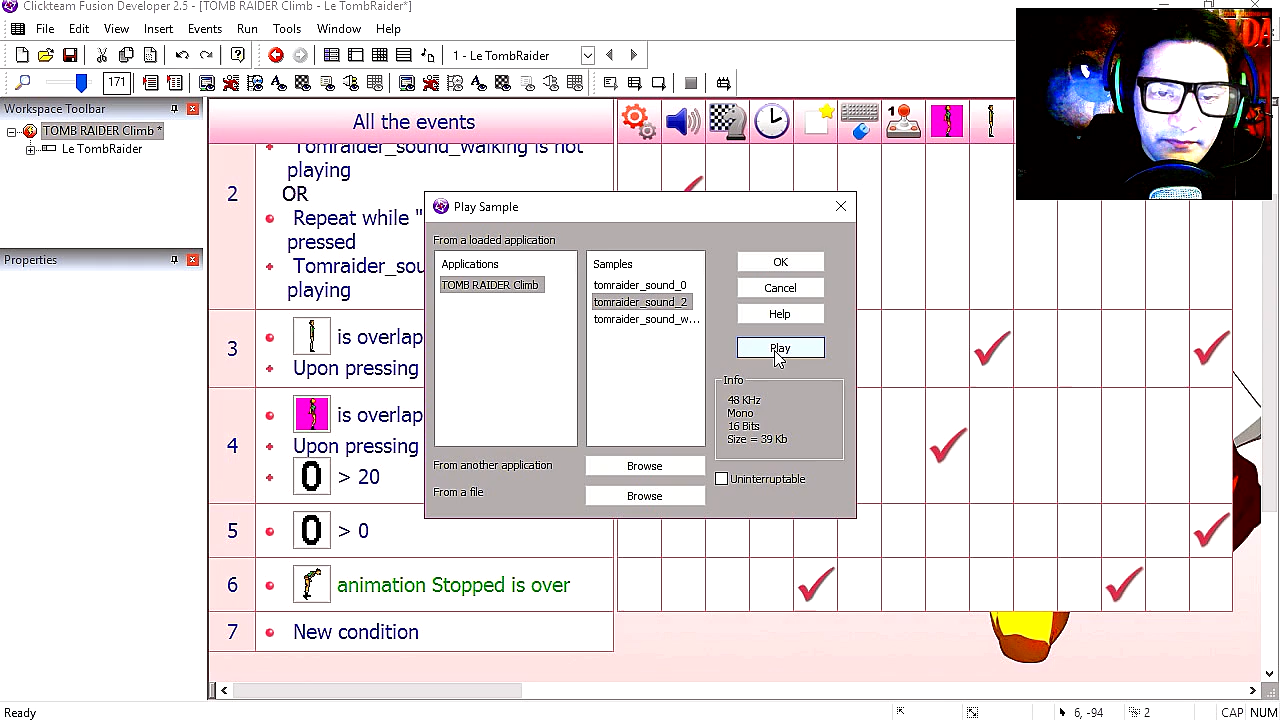 Clickteam Fusion Developer 2.5 - [TOMB RAIDER Climb - Le TombRaider*]
File Edit View Insert Events Run Tools Window Help
1 - Le TombRaider
171
Workspace Toolbar
TOMB RAIDER Climb *
Le TombRaider
Properties
All the events
Tomraider_sound_walking is not
playing
2
OR
Repeat while "
pressed
Tomraider_sou
playing
3
is overlap
Upon pressing
4
is overlap
Upon pressing
0 > 20
5
0 > 0
6
animation Stopped is over
7
New condition
Play Sample
From a loaded application
Applications
TOMB RAIDER Climb
Samples
tomraider_sound_0
tomraider_sound_2
tomraider_sound_w...
OK
Cancel
Help
Play
Info
48 KHz
Mono
16 Bits
Size = 39 Kb
From another application
Browse
Uninterruptable
From a file
Browse
Ready
6, -94
2
CAP NUM